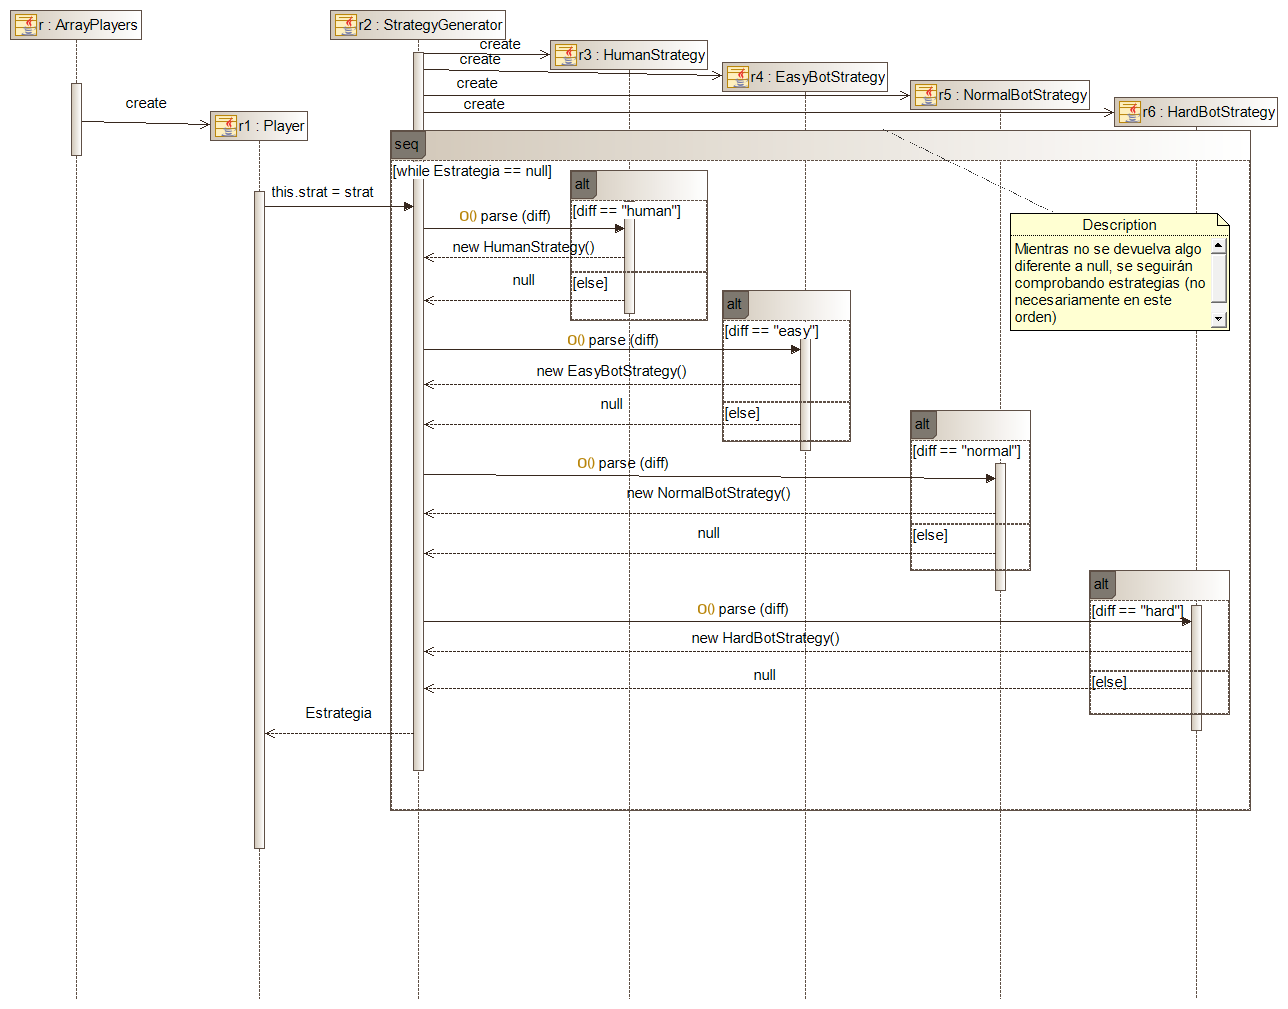 r : ArrayPlayers
r2 : StrategyGenerator
create
r3 : HumanStrategy
create
r4 : EasyBotStrategy
create
r5 : NormalBotStrategy
create
r6 : HardBotStrategy
create
r1 : Player
seq
[while Estrategia == null]
alt
this.strat = strat
[diff == "human"]
O() parse (diff)
new HumanStrategy()
null
[else]
Description
Mientras no se devuelva algo
diferente a null, se seguirán
comprobando estrategias (no
necesariamente en este
orden)
alt
[diff == "easy"]
O() parse (diff)
new EasyBotStrategy()
null
[else]
alt
[diff == "normal"]
O() parse (diff)
new NormalBotStrategy()
null
[else]
alt
[diff == "hard"]
O() parse (diff)
new HardBotStrategy()
null
[else]
Estrategia